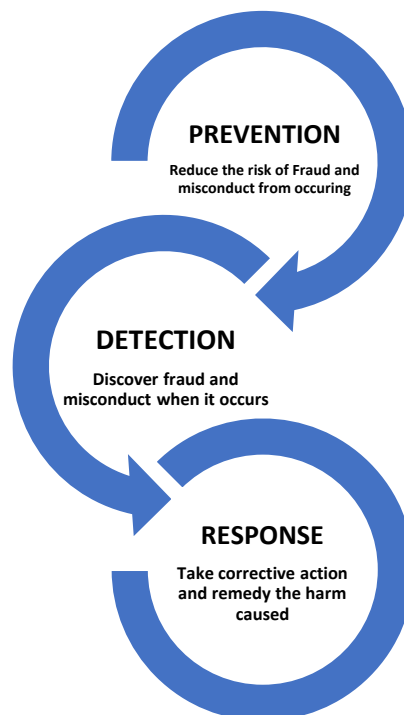 PREVENTION
Reduce the risk of Fraud and
misconduct from occuring
DETECTION
Discover fraud and
misconduct when it occurs
RESPONSE
Take corrective action
and remedy the harm
caused